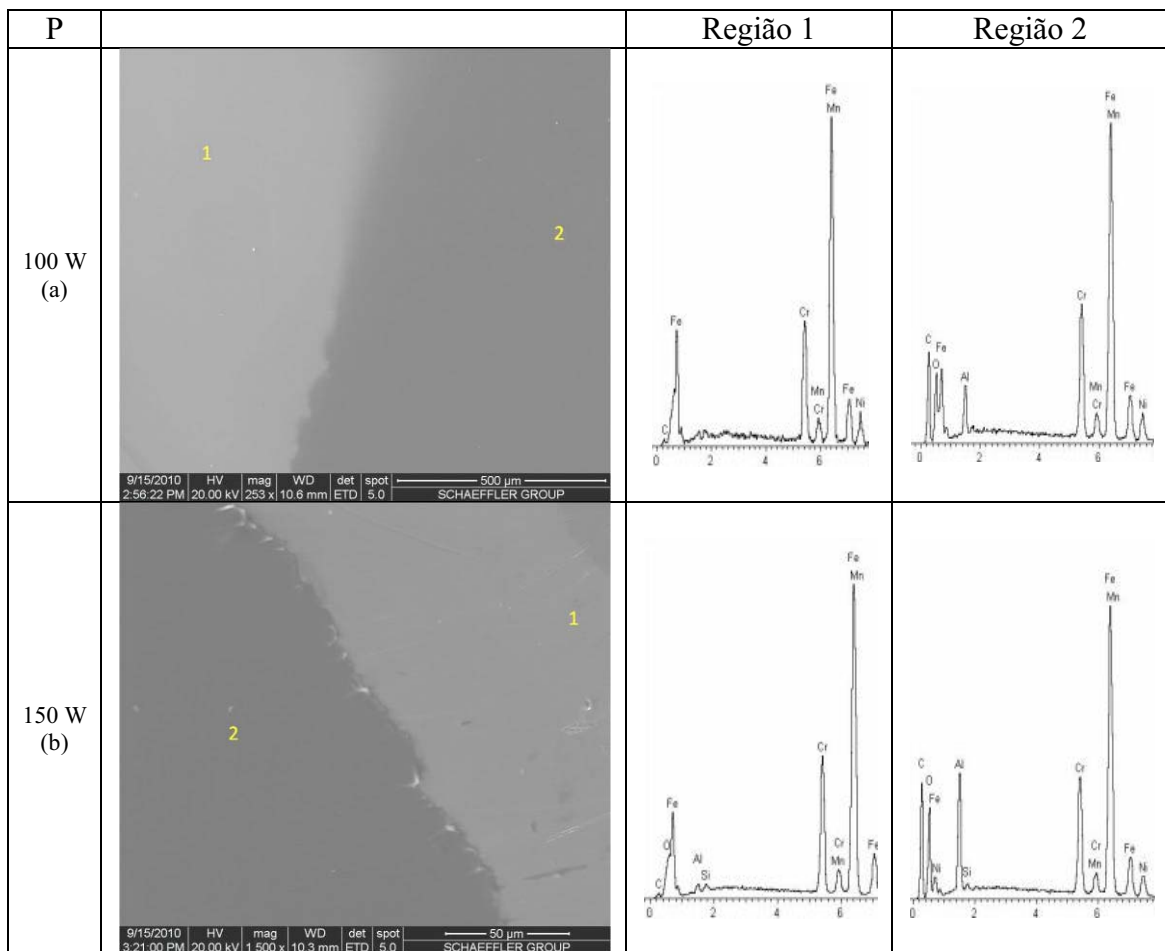 P Região 1 Região 2
100 W
(a)
1
2
9/15/2010 HV mag WD det spot 500 µm
2:56:22 PM 20.00 kV 253 x 10.6 mm ETD 5.0 SCHAEFFLER GROUP
Fe
Mn
Cr
Fe
Mn
Cr
Fe
Ni
C
0 2 4 6 8
Fe
Mn
Cr
C
O
Fe
Al
Mn
Cr
Fe
Ni
0 2 4 6
150 W
(b)
1
2
9/15/2010 HV mag WD det spot 50 µm
3:21:00 PM 20.00 kV 1 500 x 10.3 mm ETD 5.0 SCHAEFFLER GROUP
Fe
Mn
Cr
Fe
O
Al
Si
C
Cr
Mn
Fe
0 2 4 6
Fe
Mn
C
O
Fe
Al
Cr
Ni
Si
Cr
Mn
Fe
Ni
0 2 4 6